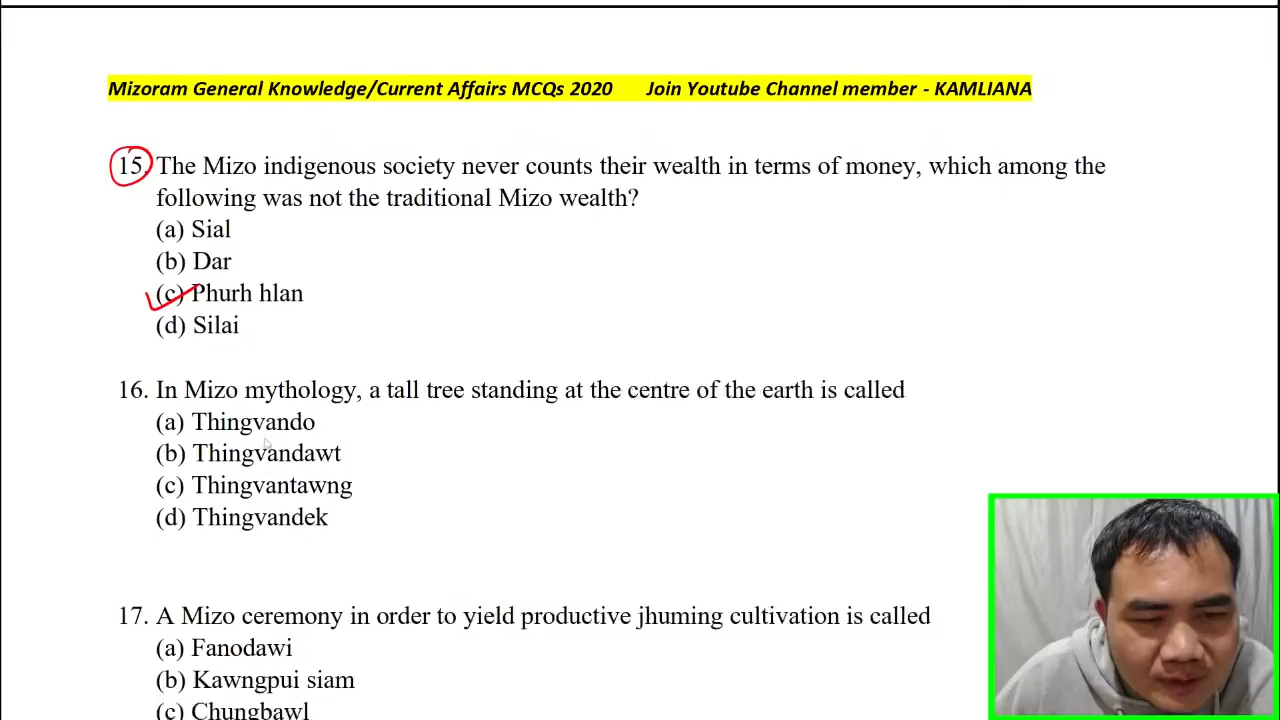 Mizoram General Knowledge/Current Affairs MCQs 2020 Join Youtube Channel member - KAMLIANA
15. The Mizo indigenous society never counts their wealth in terms of money, which among the
following was not the traditional Mizo wealth?
(a) Sial
(b) Dar
(c) Phurh hlan
(d) Silai
16. In Mizo mythology, a tall tree standing at the centre of the earth is called
(a) Thingvando
(b) Thingvandawt
(c) Thingvantawng
(d) Thingvandek
17. A Mizo ceremony in order to yield productive jhuming cultivation is called
(a) Fanodawi
(b) Kawngpui siam
(c) Chungbawl